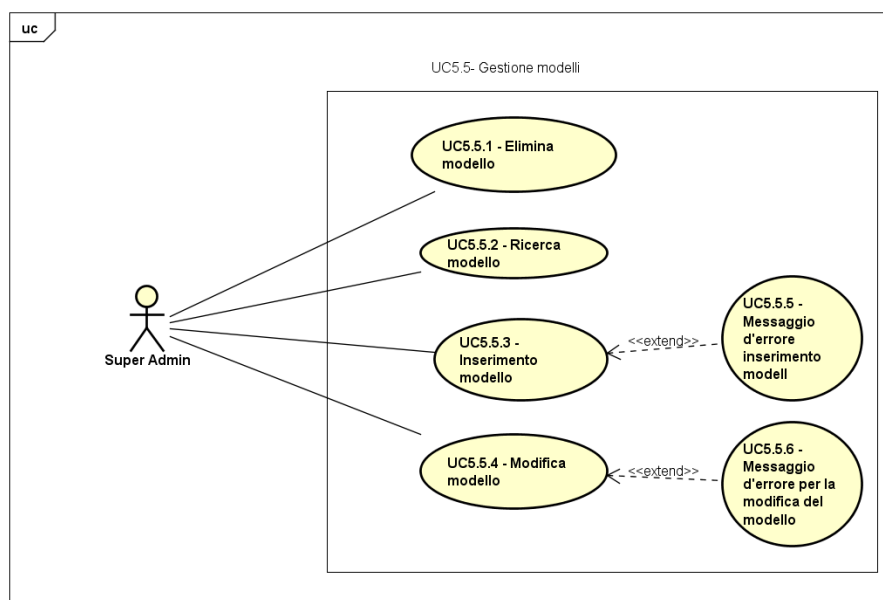 uc
UC5.5- Gestione modelli
UC5.5.1 - Elimina
modello
UC5.5.2 - Ricerca
modello
UC5.5.3 -
Inserimento
modello
<<extend>>
UC5.5.5 -
Messaggio
d'errore
inserimento
modell
Super Admin
UC5.5.4 - Modifica
modello
<<extend>>
UC5.5.6 -
Messaggio
d'errore per la
modifica del
modello